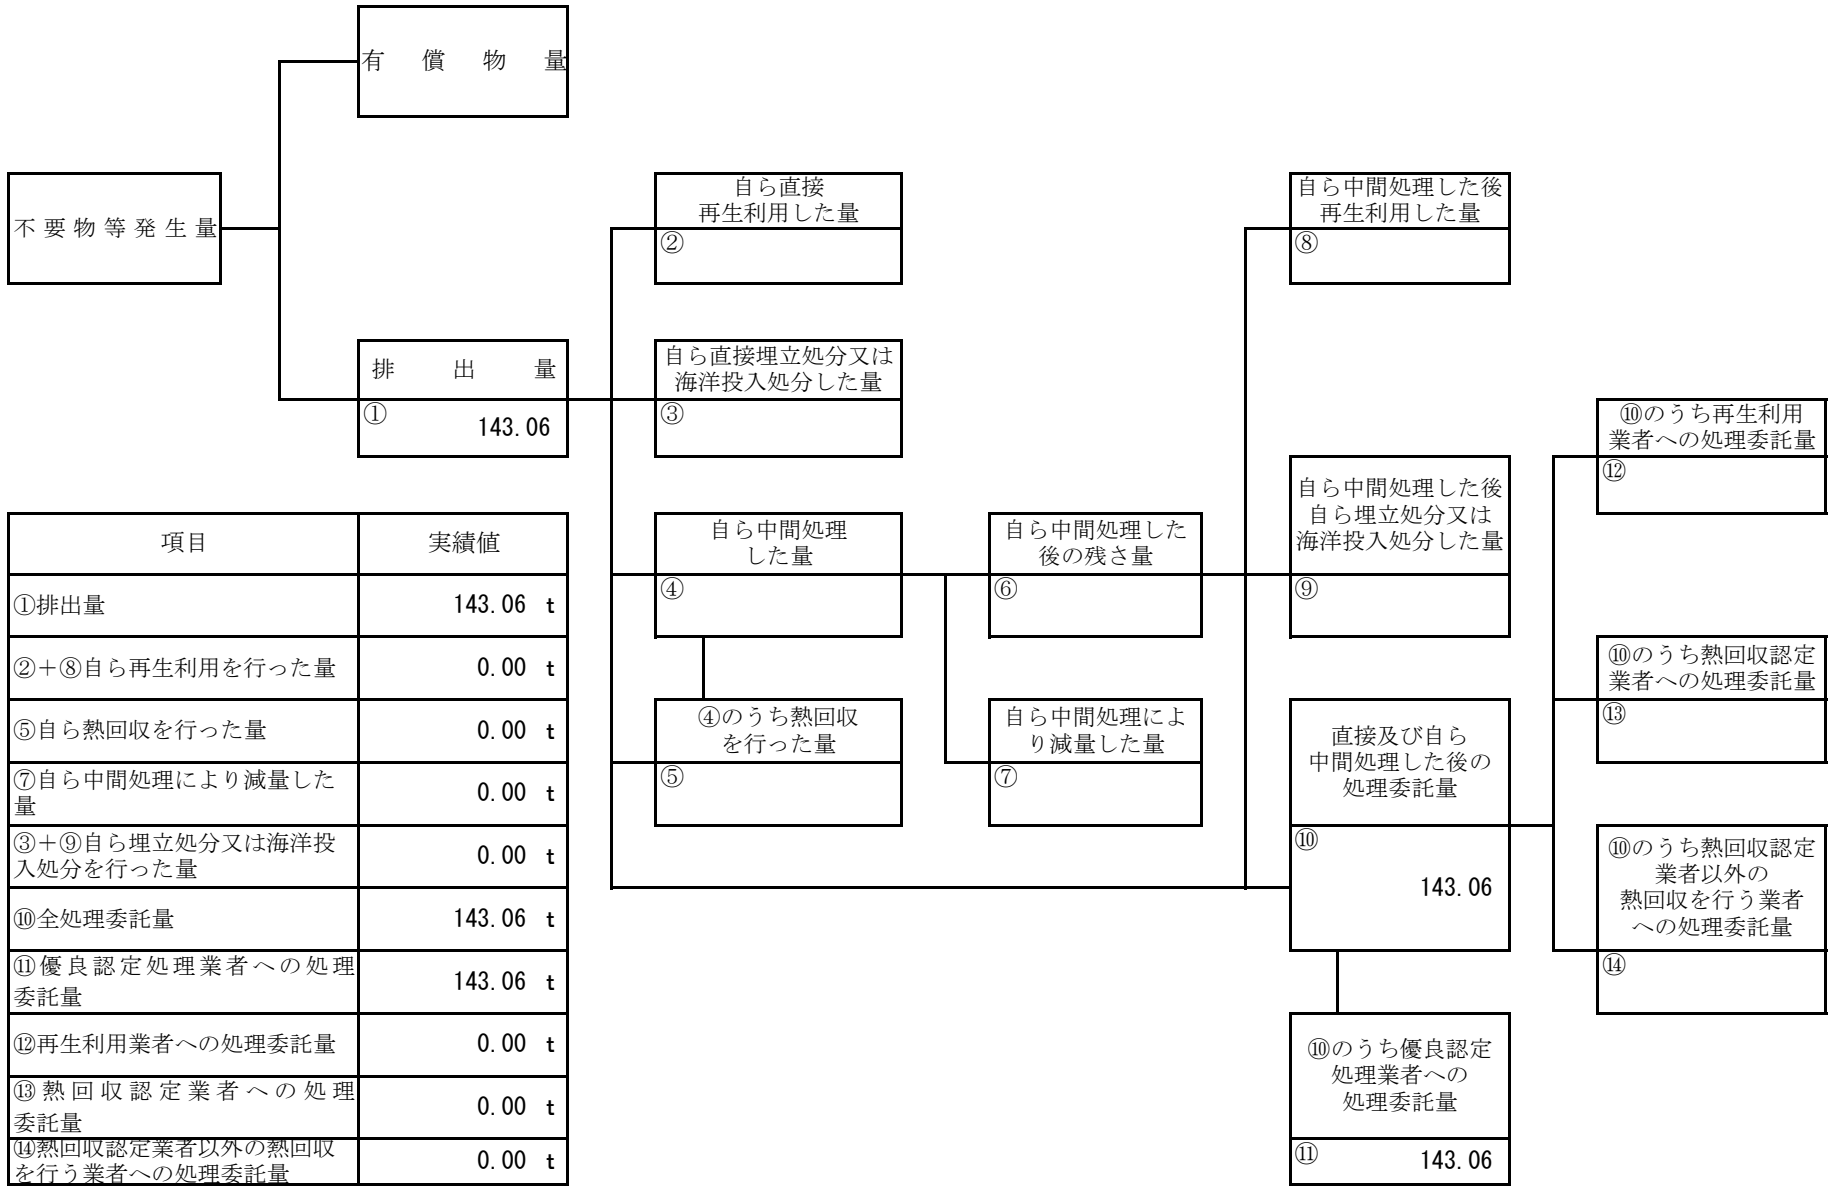 有償物量
不要物等発生量
排出量
①
143.06
自ら直接
再生利用した量
②
自ら直接埋立処分又は
海洋投入処分した量
③
自ら中間処理
した量
④
④のうち熱回収
を行った量
⑤
自ら中間処理した
後の残さ量
⑥
自ら中間処理によ
り減量した量
⑦
自ら中間処理した後
再生利用した量
⑧
自ら中間処理した後
自ら埋立処分又は
海洋投入処分した量
⑨
直接及び自ら
中間処理した後の
処理委託量
⑩
143.06
⑩のうち優良認定
処理業者への
処理委託量
⑪
143.06
⑩のうち再生利用
業者への処理委託量
⑫
⑩のうち熱回収認定
業者への処理委託量
⑬
⑩のうち熱回収認定
業者以外の
熱回収を行う業者
への処理委託量
⑭
項目 実績値
①排出量 143.06 t
②＋⑧自ら再生利用を行った量 0.00 t
⑤自ら熱回収を行った量 0.00 t
⑦自ら中間処理により減量した
量 0.00 t
③＋⑨自ら埋立処分又は海洋投
入処分を行った量 0.00 t
⑩全処理委託量 143.06 t
⑪優良認定処理業者への処理
委託量 143.06 t
⑫再生利用業者への処理委託量 0.00 t
⑬熱回収認定業者への処理
委託量 0.00 t
⑭熱回収認定業者以外の熱回収
を行う業者への処理委託量 0.00 t